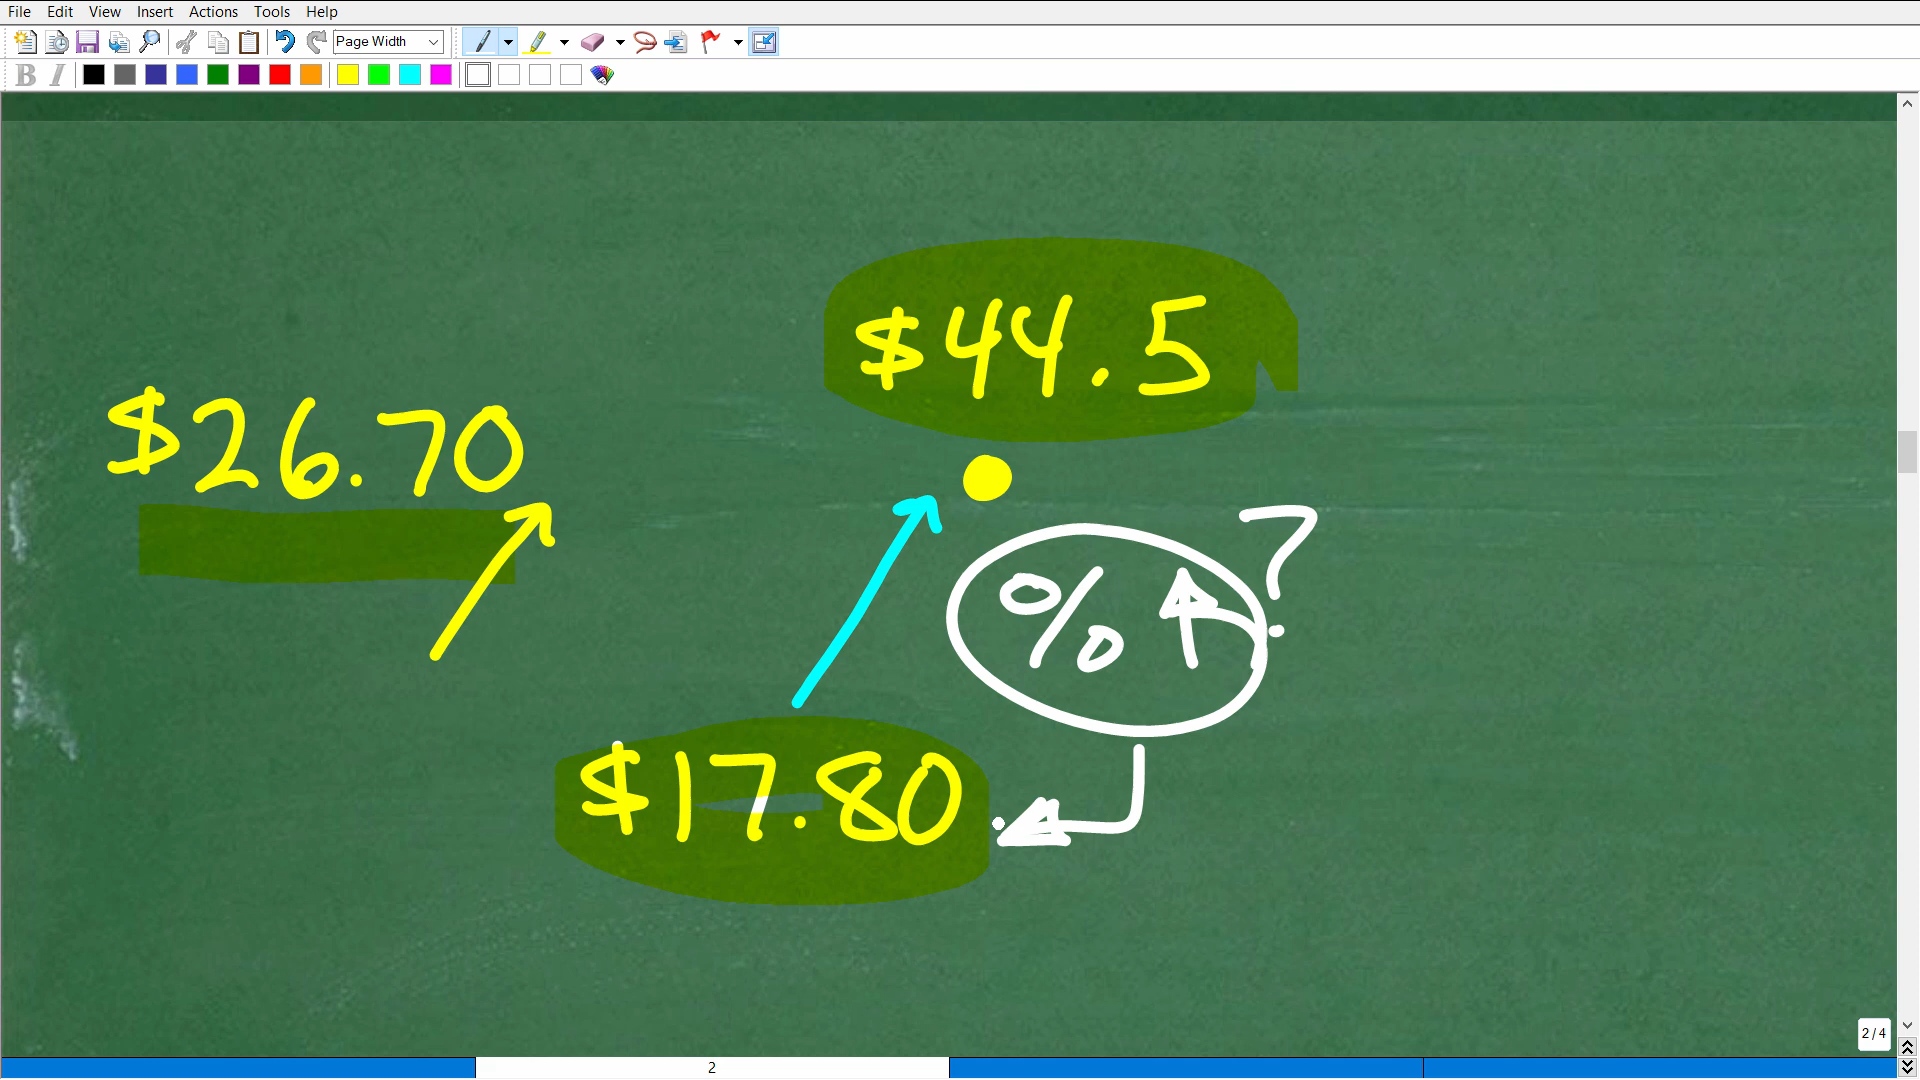 File Edit View Insert Actions Tools Help
Page Width
B I
$44.5
$26.70
?
%
$17.80
2 / 4
2